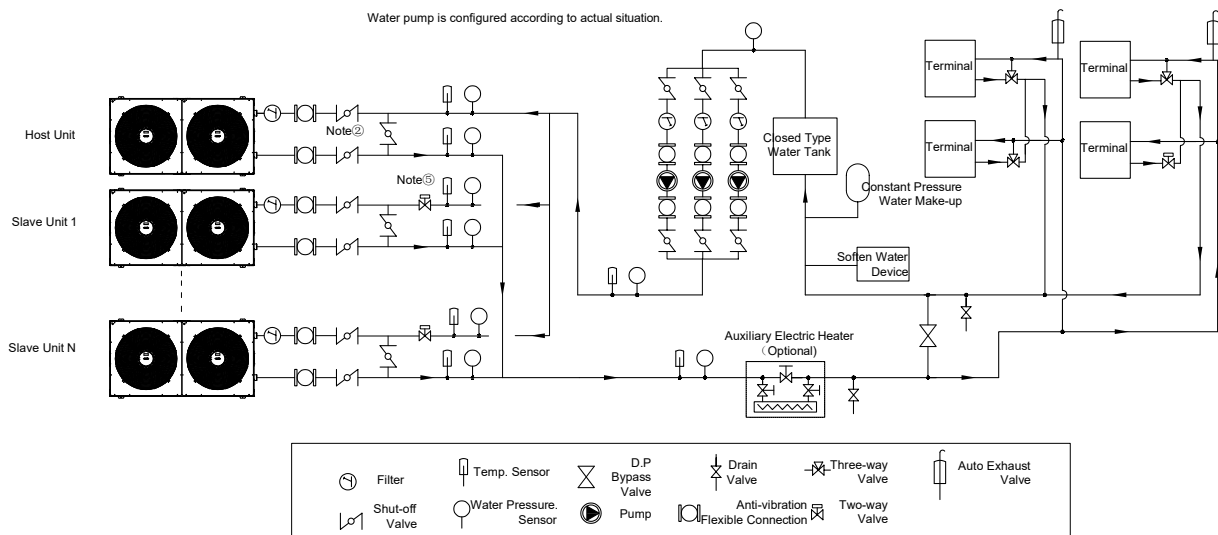 Water pump is configured according to actual situation.
Terminal
Terminal
Host Unit
Note②
Closed Type
Water Tank
Terminal
Terminal
Note⑤
Constant Pressure
Water Make-up
Slave Unit 1
Soften Water
Device
Slave Unit N
Auxiliary Electric Heater
(Optional)
Filter
Temp. Sensor
D.P
Bypass
Valve
Drain
Valve
Three-way
Valve
Auto Exhaust
Valve
Shut-off
Valve
Water Pressure.
Sensor
Pump
Anti-vibration
Flexible Connection
Two-way
Valve